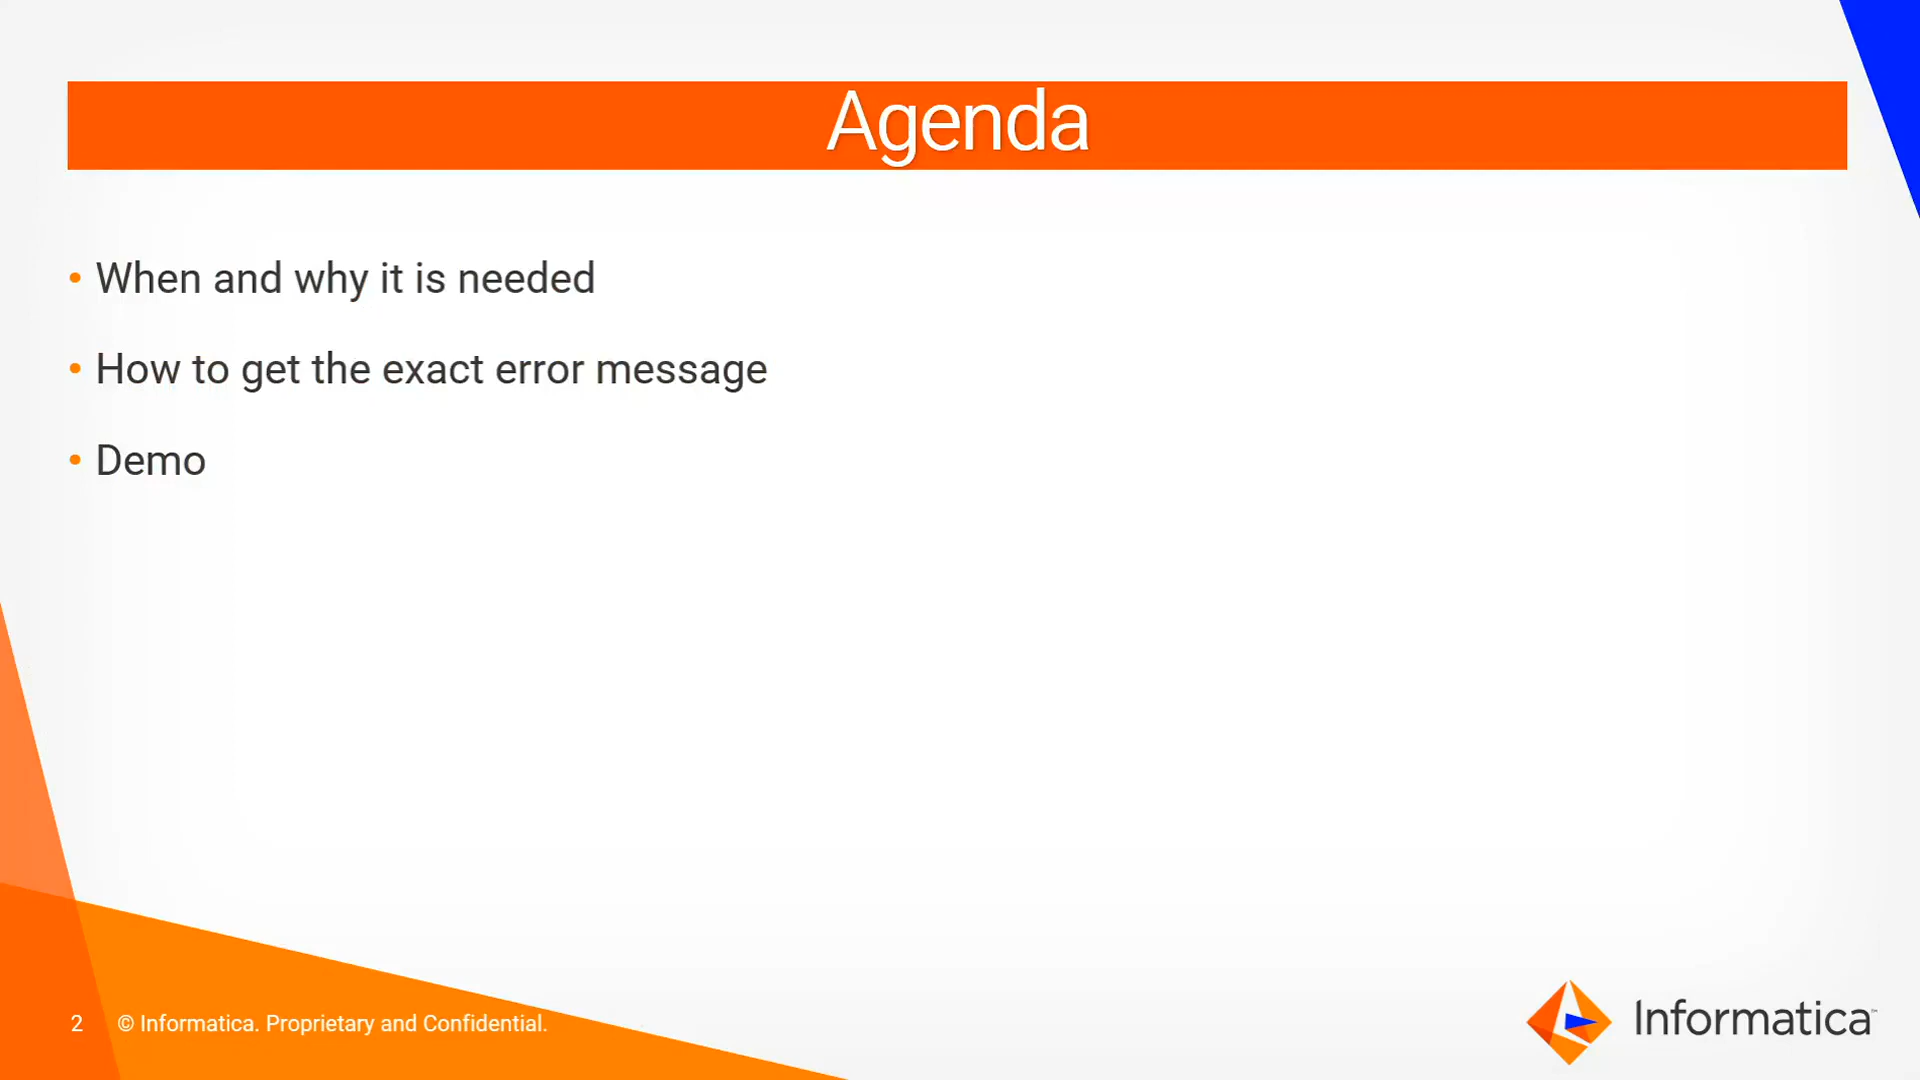 Agenda
• When and why it is needed
• How to get the exact error message
• Demo
2 © Informatica. Proprietary and Confidential.
Informatica™